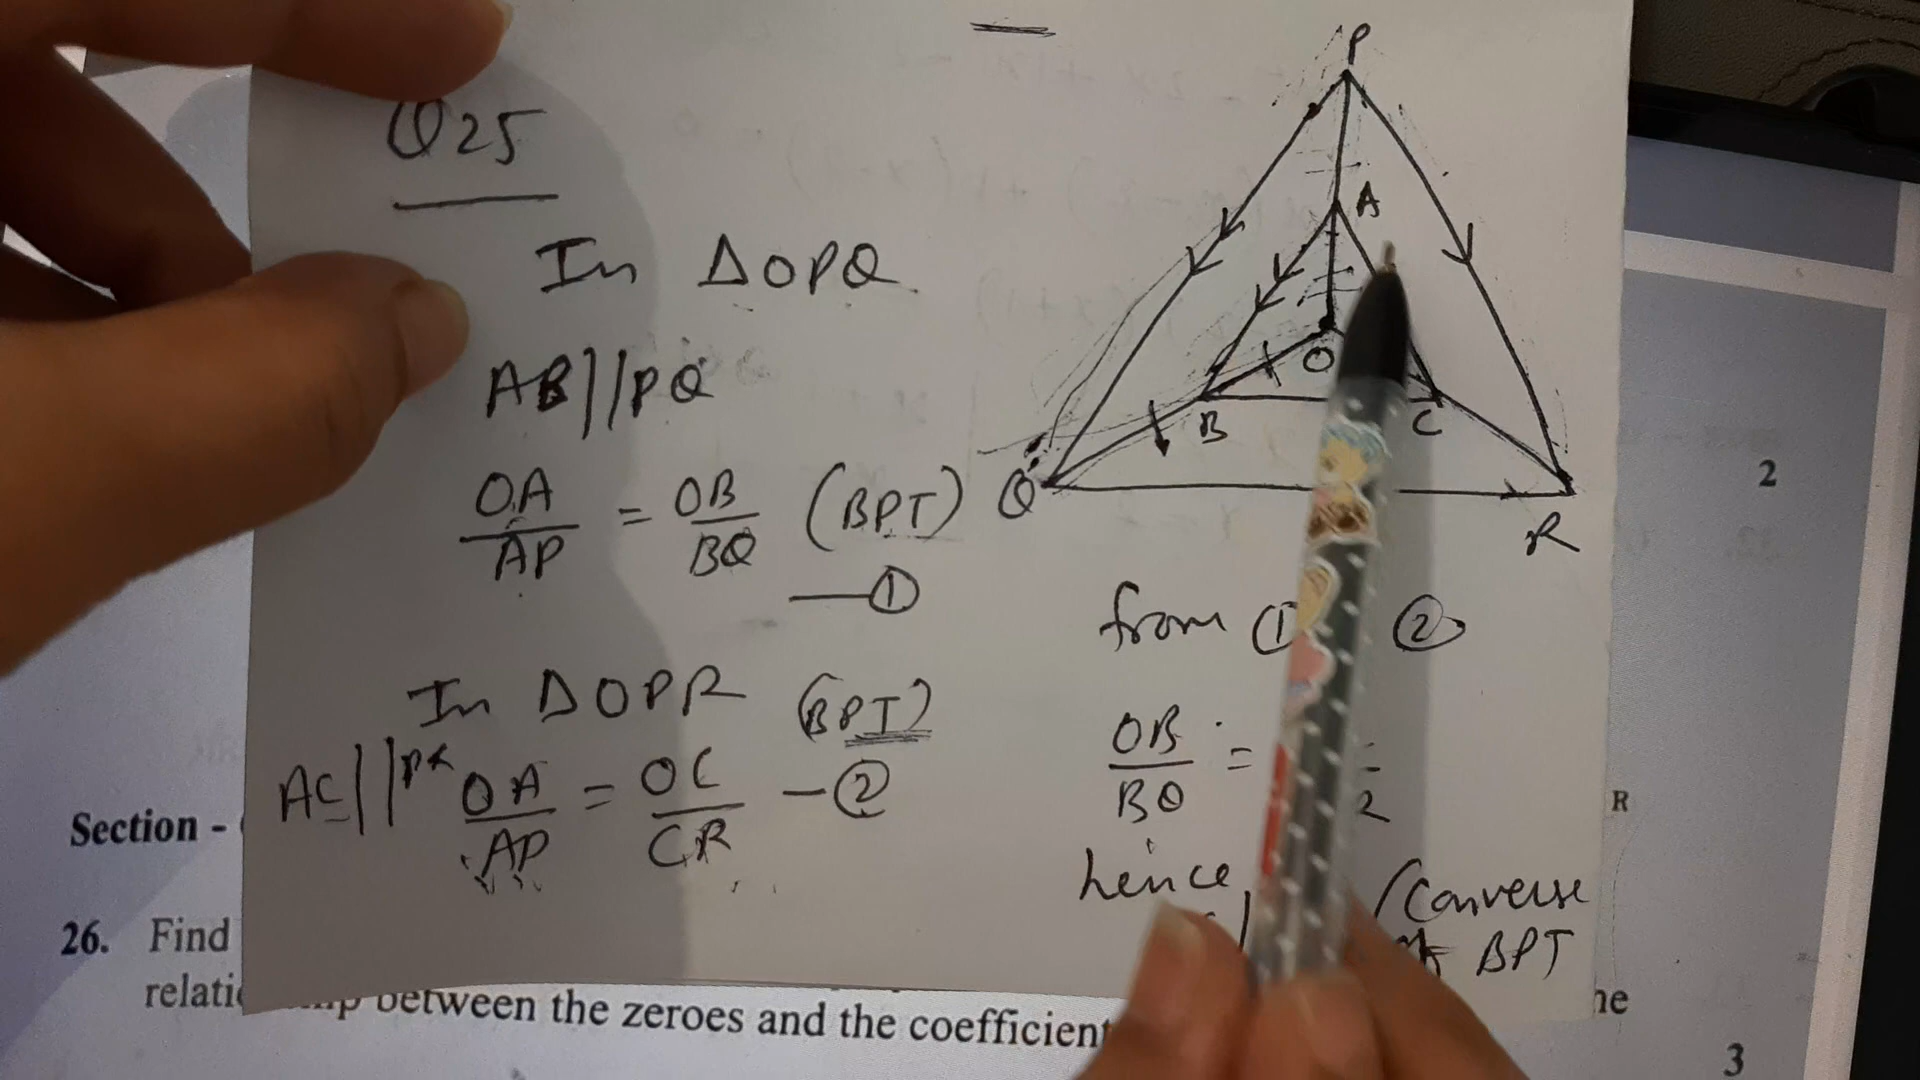 Q25
In ΔOPQ
AB||PQ
OA/AP = OB/BQ (BPT)
—①
In ΔOPR (BPT)
AC||PR OA/AP = OC/CR —②
P
A
O
B
C
Q
R
from ① ②
OB/BQ =
hence (Converse
BPT
2
R
Section -
26. Find
relati between the zeroes and the coefficient
3